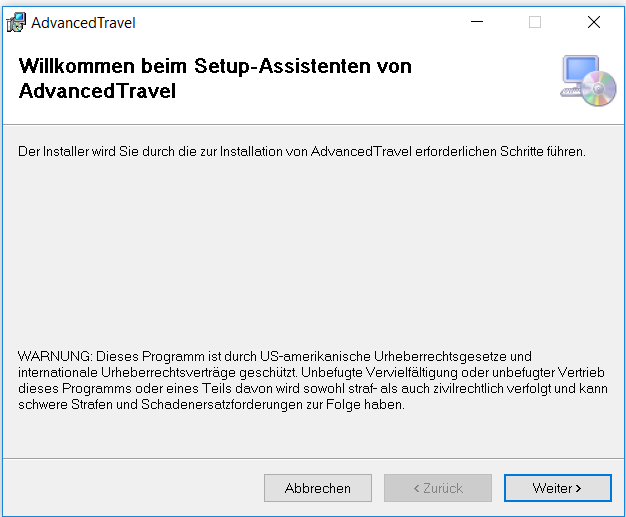 AdvancedTravel
Willkommen beim Setup-Assistenten von
AdvancedTravel
Der Installer wird Sie durch die zur Installation von AdvancedTravel erforderlichen Schritte führen.
WARNUNG: Dieses Programm ist durch US-amerikanische Urheberrechtsgesetze und
internationale Urheberrechtsverträge geschützt. Unbefugte Vervielfältigung oder unbefugter Vertrieb
dieses Programms oder eines Teils davon wird sowohl straf- als auch zivilrechtlich verfolgt und kann
schwere Strafen und Schadenersatzforderungen zur Folge haben.
Abbrechen
< Zurück
Weiter >